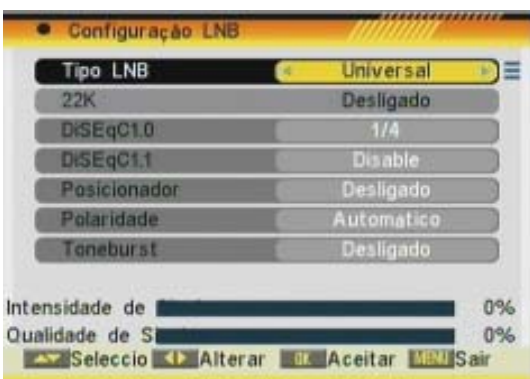 Configuração LNB
Tipo LNB Universal
22K Desligado
DiSEqC1.0 1/4
DiSEqC1.1 Disable
Posicionador Desligado
Polaridade Automatico
Toneburst Desligado
Intensidade de 0%
Qualidade de 0%
Seleccio Alterar OK Aceitar MENU Sair